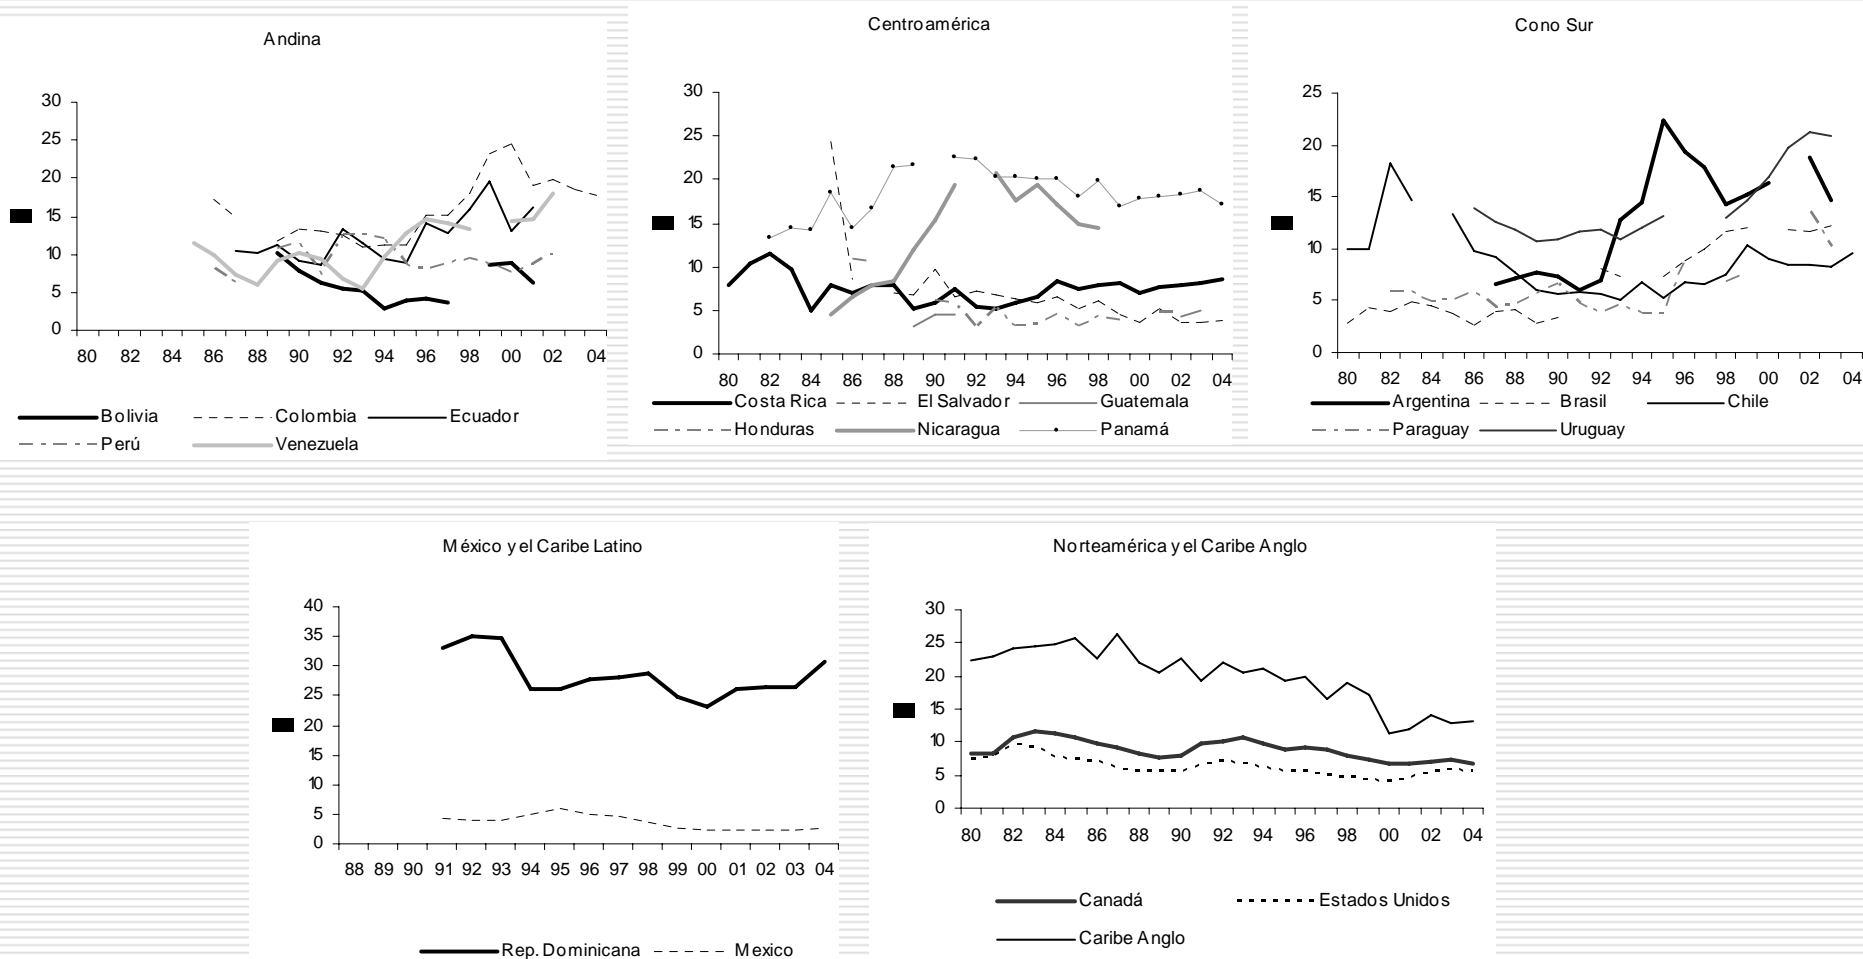 Andina
30
25
20
15
10
5
0
80 82 84 86 88 90 92 94 96 98 00 02 04
Bolivia Colombia Ecuador
Perú Venezuela
Centroamérica
30
25
20
15
10
5
0
80 82 84 86 88 90 92 94 96 98 00 02 04
Costa Rica El Salvador Guatemala
Honduras Nicaragua Panamá
Cono Sur
25
20
15
10
5
0
80 82 84 86 88 90 92 94 96 98 00 02 04
Argentina Brasil Chile
Paraguay Uruguay
México y el Caribe Latino
40
35
30
25
20
15
10
5
0
88 89 90 91 92 93 94 95 96 97 98 99 00 01 02 03 04
Rep. Dominicana Mexico
Norteamérica y el Caribe Anglo
30
25
20
15
10
5
0
80 82 84 86 88 90 92 94 96 98 00 02 04
Canadá Estados Unidos
Caribe Anglo